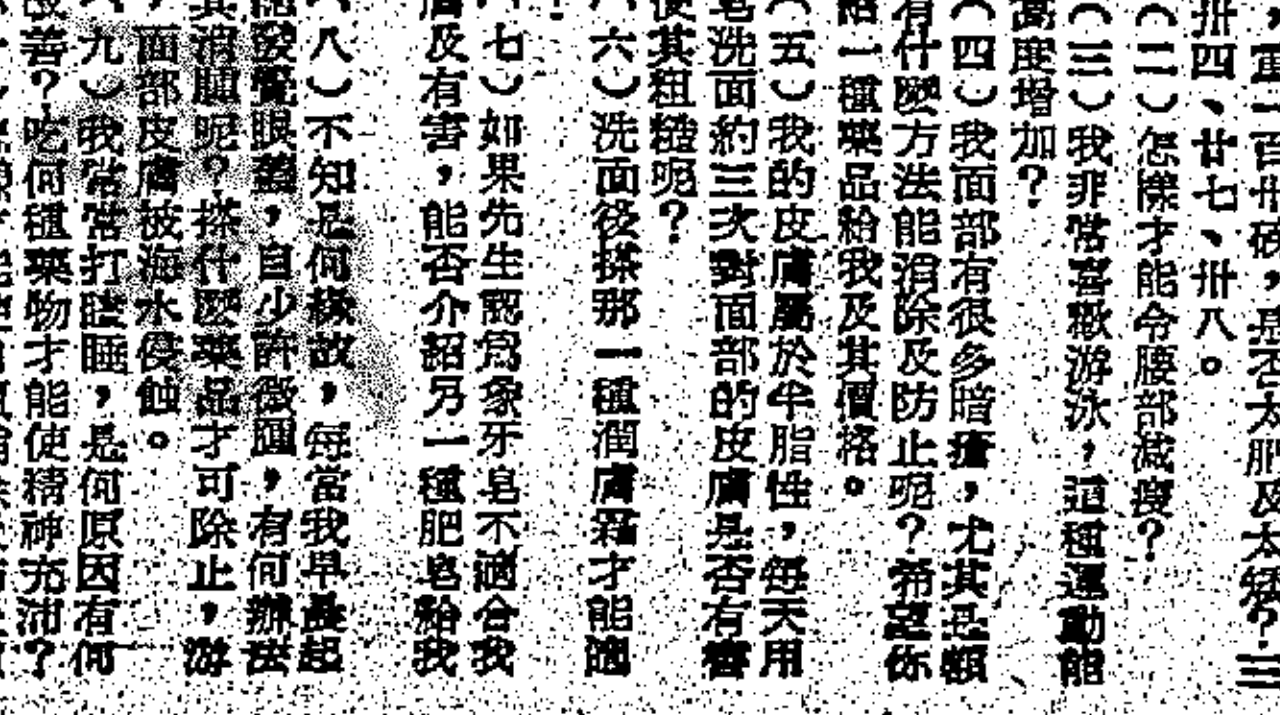 ，重一百卅磅，是否太肥及太矮？三
卅四、廿七、卅八。
（二）怎樣才能令腰部減瘦？
（三）我非常喜歡游泳，這種運動能
高度增加？
（四）我面部有很多暗瘡，尤其是額
有什麼方法能消除及防止呢？希望你
紹一種藥品給我及其價格。
（五）我的皮膚屬於半脂性，每天用
皂洗面約三次對面部的皮膚是否有害
使其粗糙呢？
（六）洗面後搽那一種潤膚霜才能適
（七）如果先生認為象牙皂不適合我
膚及有害，能否介紹另一種肥皂給我
（八）不知是何緣故，每當我早晨起
發覺眼蓋，自少許微腫，有何辦法
其消腫呢？搽什麼藥品才可除止，游
，面部皮膚被海水侵蝕。
（九）我常常打瞌睡，是何原因有何
改善？吃何種藥物才能使精神充沛？